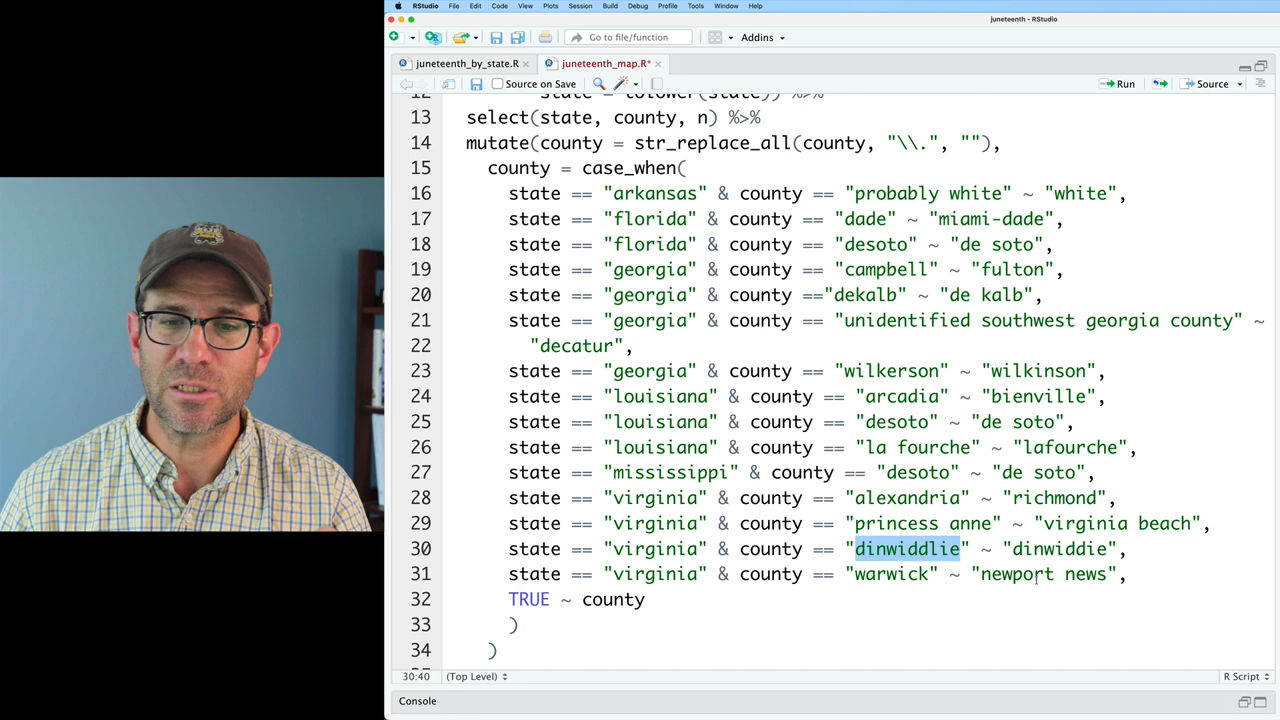 RStudio File Edit Code View Plots Session Build Debug Profile Tools Window Help
juneteenth - RStudio
Go to file/function Addins
juneteenth_by_state.R juneteenth_map.R*
Source on Save Run Source
12 state = tolower(state)) %>%
13 select(state, county, n) %>%
14 mutate(county = str_replace_all(county, "\\.", ""),
15 county = case_when(
16 state == "arkansas" & county == "probably white" ~ "white",
17 state == "florida" & county == "dade" ~ "miami-dade",
18 state == "florida" & county == "desoto" ~ "de soto",
19 state == "georgia" & county == "campbell" ~ "fulton",
20 state == "georgia" & county =="dekalb" ~ "de kalb",
21 state == "georgia" & county =="unidentified southwest georgia county" ~
22 "decatur",
23 state == "georgia" & county == "wilkerson" ~ "wilkinson",
24 state == "louisiana" & county == "arcadia" ~ "bienville",
25 state == "louisiana" & county == "desoto" ~ "de soto",
26 state == "louisiana" & county == "la fourche" ~ "lafourche",
27 state == "mississippi" & county == "desoto" ~ "de soto",
28 state == "virginia" & county == "alexandria" ~ "richmond",
29 state == "virginia" & county == "princess anne" ~ "virginia beach",
30 state == "virginia" & county == "dinwiddlie" ~ "dinwiddie",
31 state == "virginia" & county == "warwick" ~ "newport news",
32 TRUE ~ county
33 )
34 )
30:40 (Top Level) R Script
Console